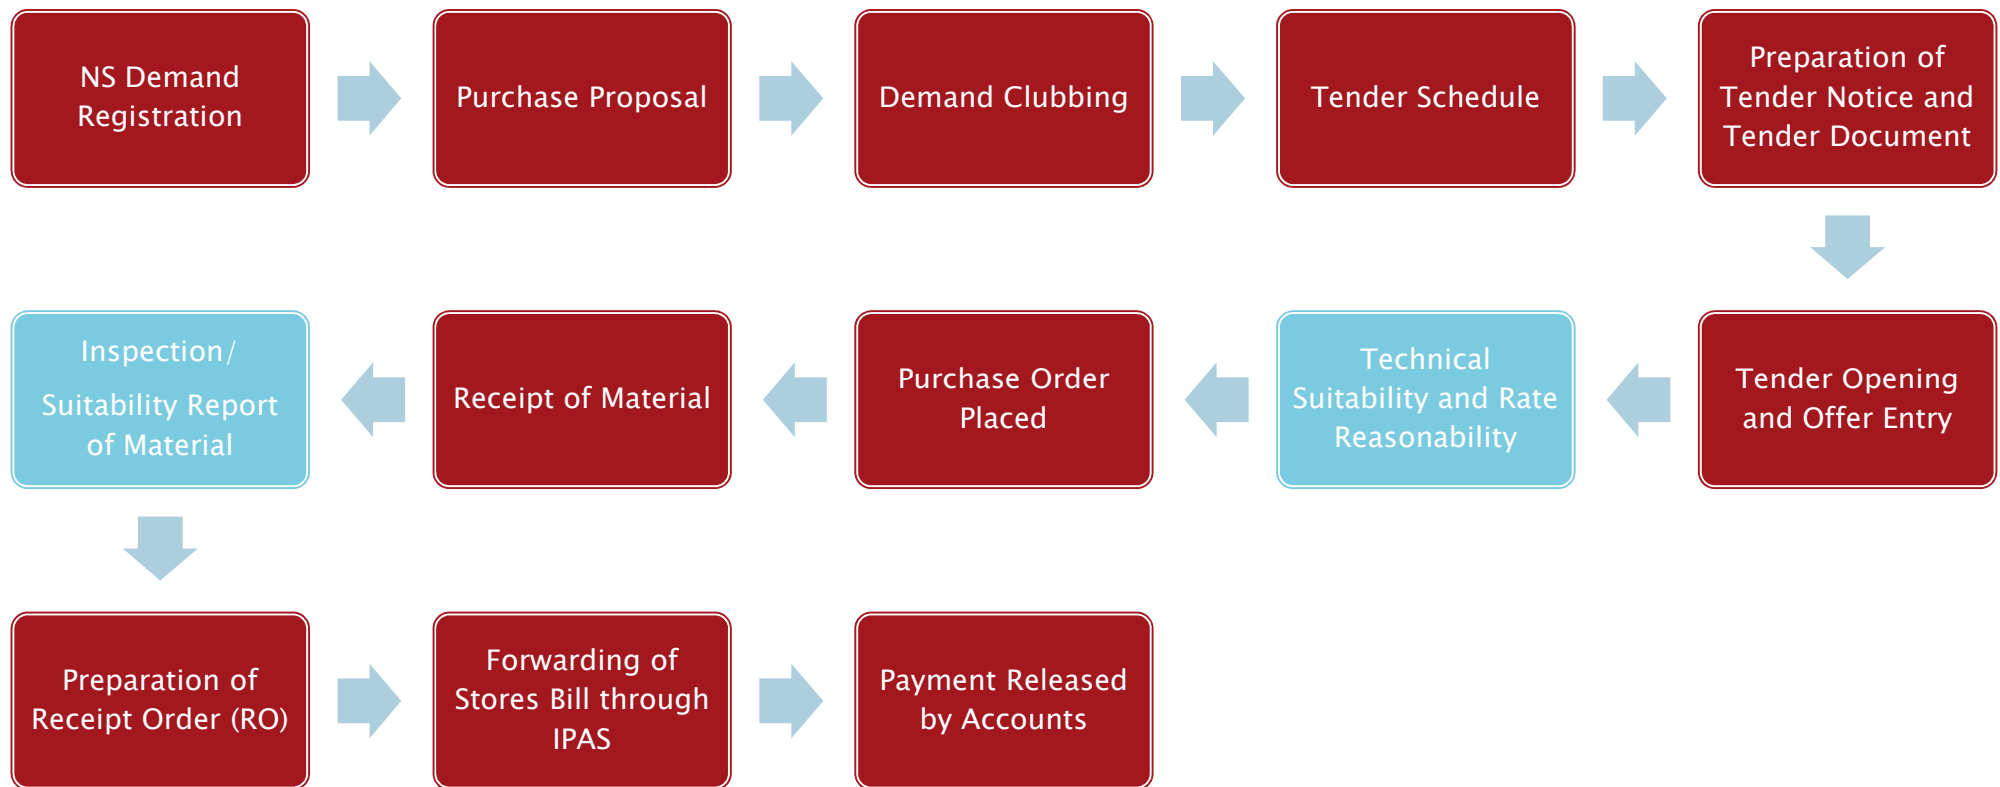 NS Demand
Registration
Purchase Proposal
Demand Clubbing
Tender Schedule
Preparation of
Tender Notice and
Tender Document
Tender Opening
and Offer Entry
Technical
Suitability and Rate
Reasonability
Purchase Order
Placed
Receipt of Material
Inspection/
Suitability Report
of Material
Preparation of
Receipt Order (RO)
Forwarding of
Stores Bill through
IPAS
Payment Released
by Accounts